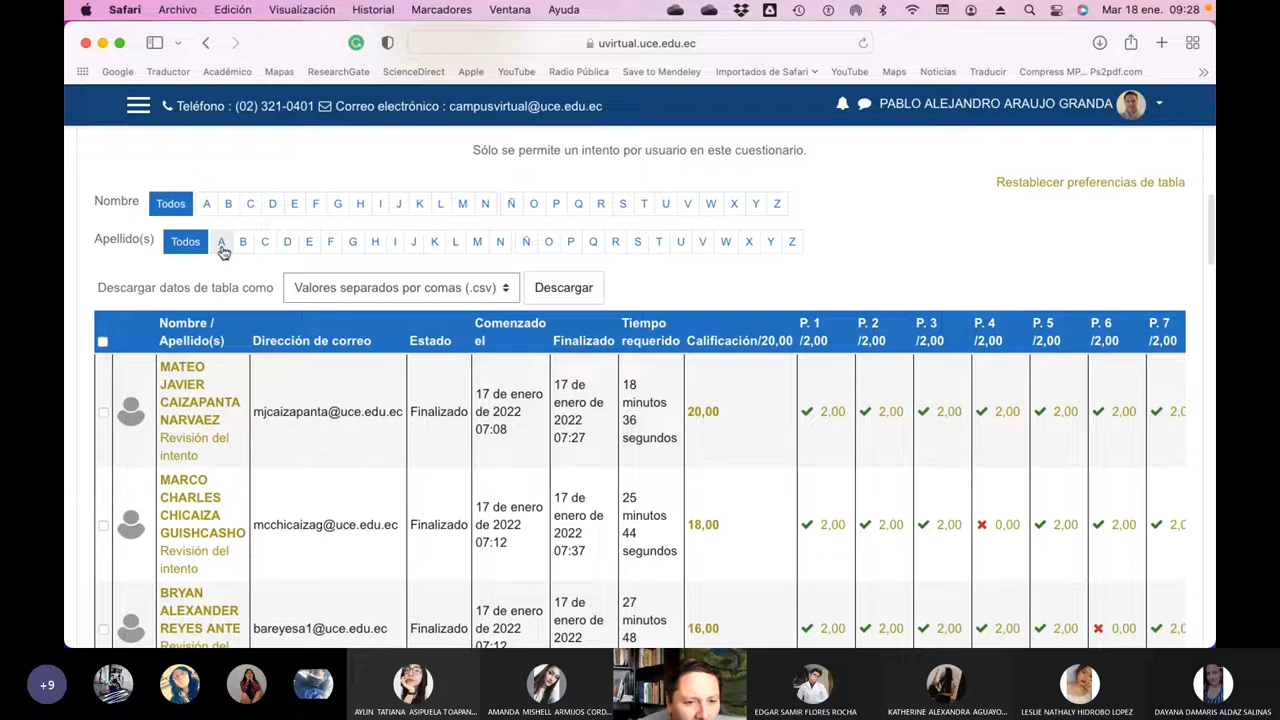 Safari Archivo Edición Visualización Historial Marcadores Ventana Ayuda Mar 18 ene. 09:28
uvirtual.uce.edu.ec
Google Traductor Académico Mapas ResearchGate ScienceDirect Apple YouTube Radio Pública Save to Mendeley Importados de Safari YouTube Maps Noticias Traducir Compress MP... Ps2pdf.com
Teléfono : (02) 321-0401 Correo electrónico : campusvirtual@uce.edu.ec PABLO ALEJANDRO ARAUJO GRANDA
Sólo se permite un intento por usuario en este cuestionario.
Restablecer preferencias de tabla
Nombre Todos A B C D E F G H I J K L M N Ñ O P Q R S T U V W X Y Z
Apellido(s) Todos A B C D E F G H I J K L M N Ñ O P Q R S T U V W X Y Z
Descargar datos de tabla como Valores separados por comas (.csv) Descargar
Nombre / Comenzado Tiempo P. 1 P. 2 P. 3 P. 4 P. 5 P. 6 P. 7
Apellido(s) Dirección de correo Estado el Finalizado requerido Calificación/20,00 /2,00 /2,00 /2,00 /2,00 /2,00 /2,00 /2,00
MATEO
JAVIER 17 de 18
CAIZAPANTA 17 de enero enero de minutos
NARVAEZ mjcaizapanta@uce.edu.ec Finalizado de 2022 2022 36 20,00 2,00 2,00 2,00 2,00 2,00 2,00 2,0
Revisión del 07:08 07:27 segundos
intento
MARCO
CHARLES 17 de 25
CHICAIZA 17 de enero enero de minutos
GUISHCASHO mcchicaizag@uce.edu.ec Finalizado de 2022 2022 44 18,00 2,00 2,00 2,00 0,00 2,00 2,00 2,0
Revisión del 07:12 07:37 segundos
intento
BRYAN
ALEXANDER 17 de enero 17 de enero de 27 minutos
REYES ANTE bareyesa1@uce.edu.ec Finalizado de 2022 2022 48 16,00 2,00 2,00 2,00 2,00 2,00 0,00 2,0
Revisión del 07:12
+9
AYLIN TATIANA ASIPUELA TOAPAN... AMANDA MISHELL ARMIJOS CORD... EDGAR SAMIR FLORES ROCHA KATHERINE ALEXANDRA AGUAYO... LESLIE NATHALY HIDROBO LOPEZ DAYANA DAMARIS ALDAZ SALINAS